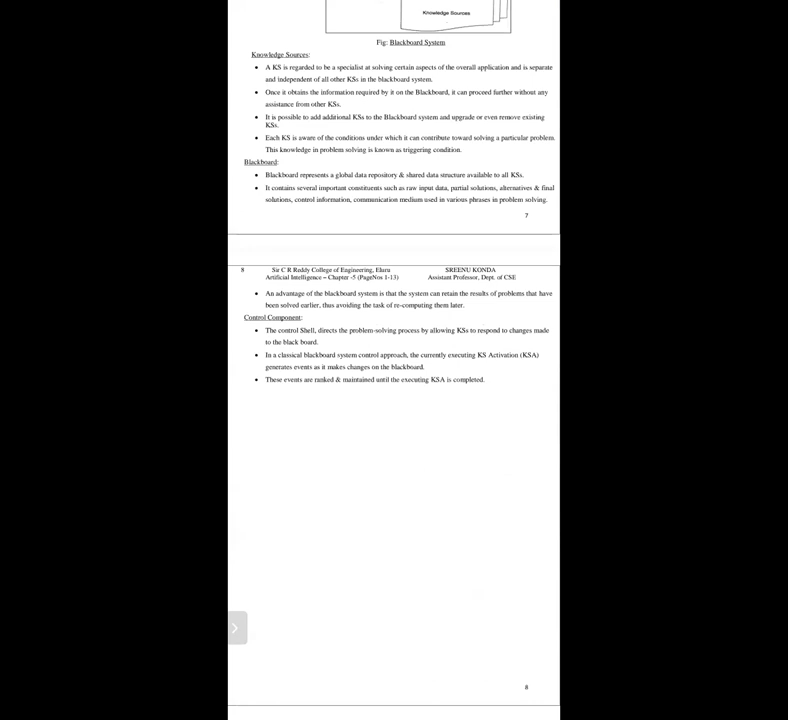 Knowledge Sources
Fig: Blackboard System
Knowledge Sources:
• A KS is regarded to be a specialist at solving certain aspects of the overall application and is separate
and independent of all other KSs in the blackboard system.
• Once it obtains the information required by it on the Blackboard, it can proceed further without any
assistance from other KSs.
• It is possible to add additional KSs to the Blackboard system and upgrade or even remove existing
KSs.
• Each KS is aware of the conditions under which it can contribute toward solving a particular problem.
This knowledge in problem solving is known as triggering condition.
Blackboard:
• Blackboard represents a global data repository & shared data structure available to all KSs.
• It contains several important constituents such as raw input data, partial solutions, alternatives & final
solutions, control information, communication medium used in various phrases in problem solving.
7
8 Sir C R Reddy College of Engineering, Eluru SREENU KONDA
Artificial Intelligence – Chapter -5 (PageNos 1-13) Assistant Professor, Dept. of CSE
• An advantage of the blackboard system is that the system can retain the results of problems that have
been solved earlier, thus avoiding the task of re-computing them later.
Control Component:
• The control Shell, directs the problem-solving process by allowing KSs to respond to changes made
to the black board.
• In a classical blackboard system control approach, the currently executing KS Activation (KSA)
generates events as it makes changes on the blackboard.
• These events are ranked & maintained until the executing KSA is completed.
8